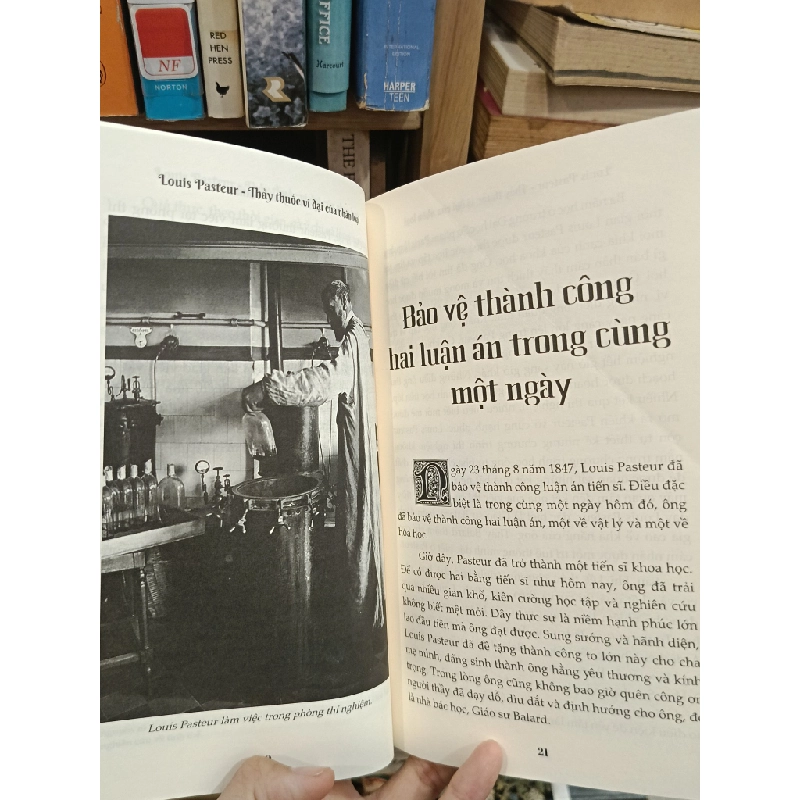 RED
HEN
PRESS
NF
NORTON
OFFICE
Harcourt
R
INTERNATIONAL
EDITION
HARPER
TEEN
THE
Louis Pasteur - Thầy thuốc vĩ đại của nhân loại
Louis Pasteur làm việc trong phòng thí nghiệm.
Bảo vệ thành công
hai luận án trong cùng
một ngày
Ngày 23 tháng 8 năm 1847, Louis Pasteur đã
bảo vệ thành công luận án tiến sĩ. Điều đặc
biệt là trong cùng một ngày hôm đó, ông
đã bảo vệ thành công hai luận án, một về vật lý và một về
hóa học.
Giờ đây, Pasteur đã trở thành một tiến sĩ khoa học.
Để có được hai bằng tiến sĩ như hôm nay, ông đã trải
qua nhiều gian khổ, kiên cường học tập và nghiên cứu
không biết mệt mỏi. Đây thực sự là niềm hạnh phúc lớn
lao đầu tiên mà ông đạt được. Sung sướng và hãnh diện,
Louis Pasteur đã đề tặng thành công to lớn này cho cha
mẹ mình, đấng sinh thành ông hằng yêu thương và kính
trọng. Trong lòng ông cũng không bao giờ quên công ơn
người thầy đã dạy dỗ, dìu dắt và định hướng cho ông, đó
là nhà bác học, Giáo sư Balard.
21